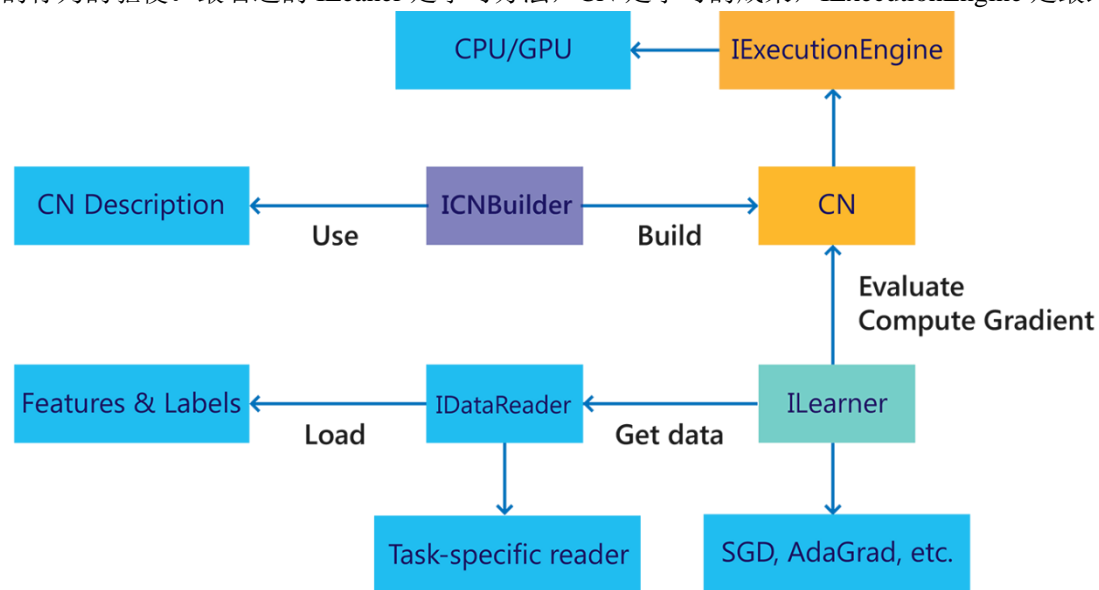 CPU/GPU
IExecutionEngine
CN Description
ICNBuilder
CN
Use
Build
Evaluate
Compute Gradient
Features & Labels
IDataReader
ILearner
Load
Get data
Task-specific reader
SGD, AdaGrad, etc.